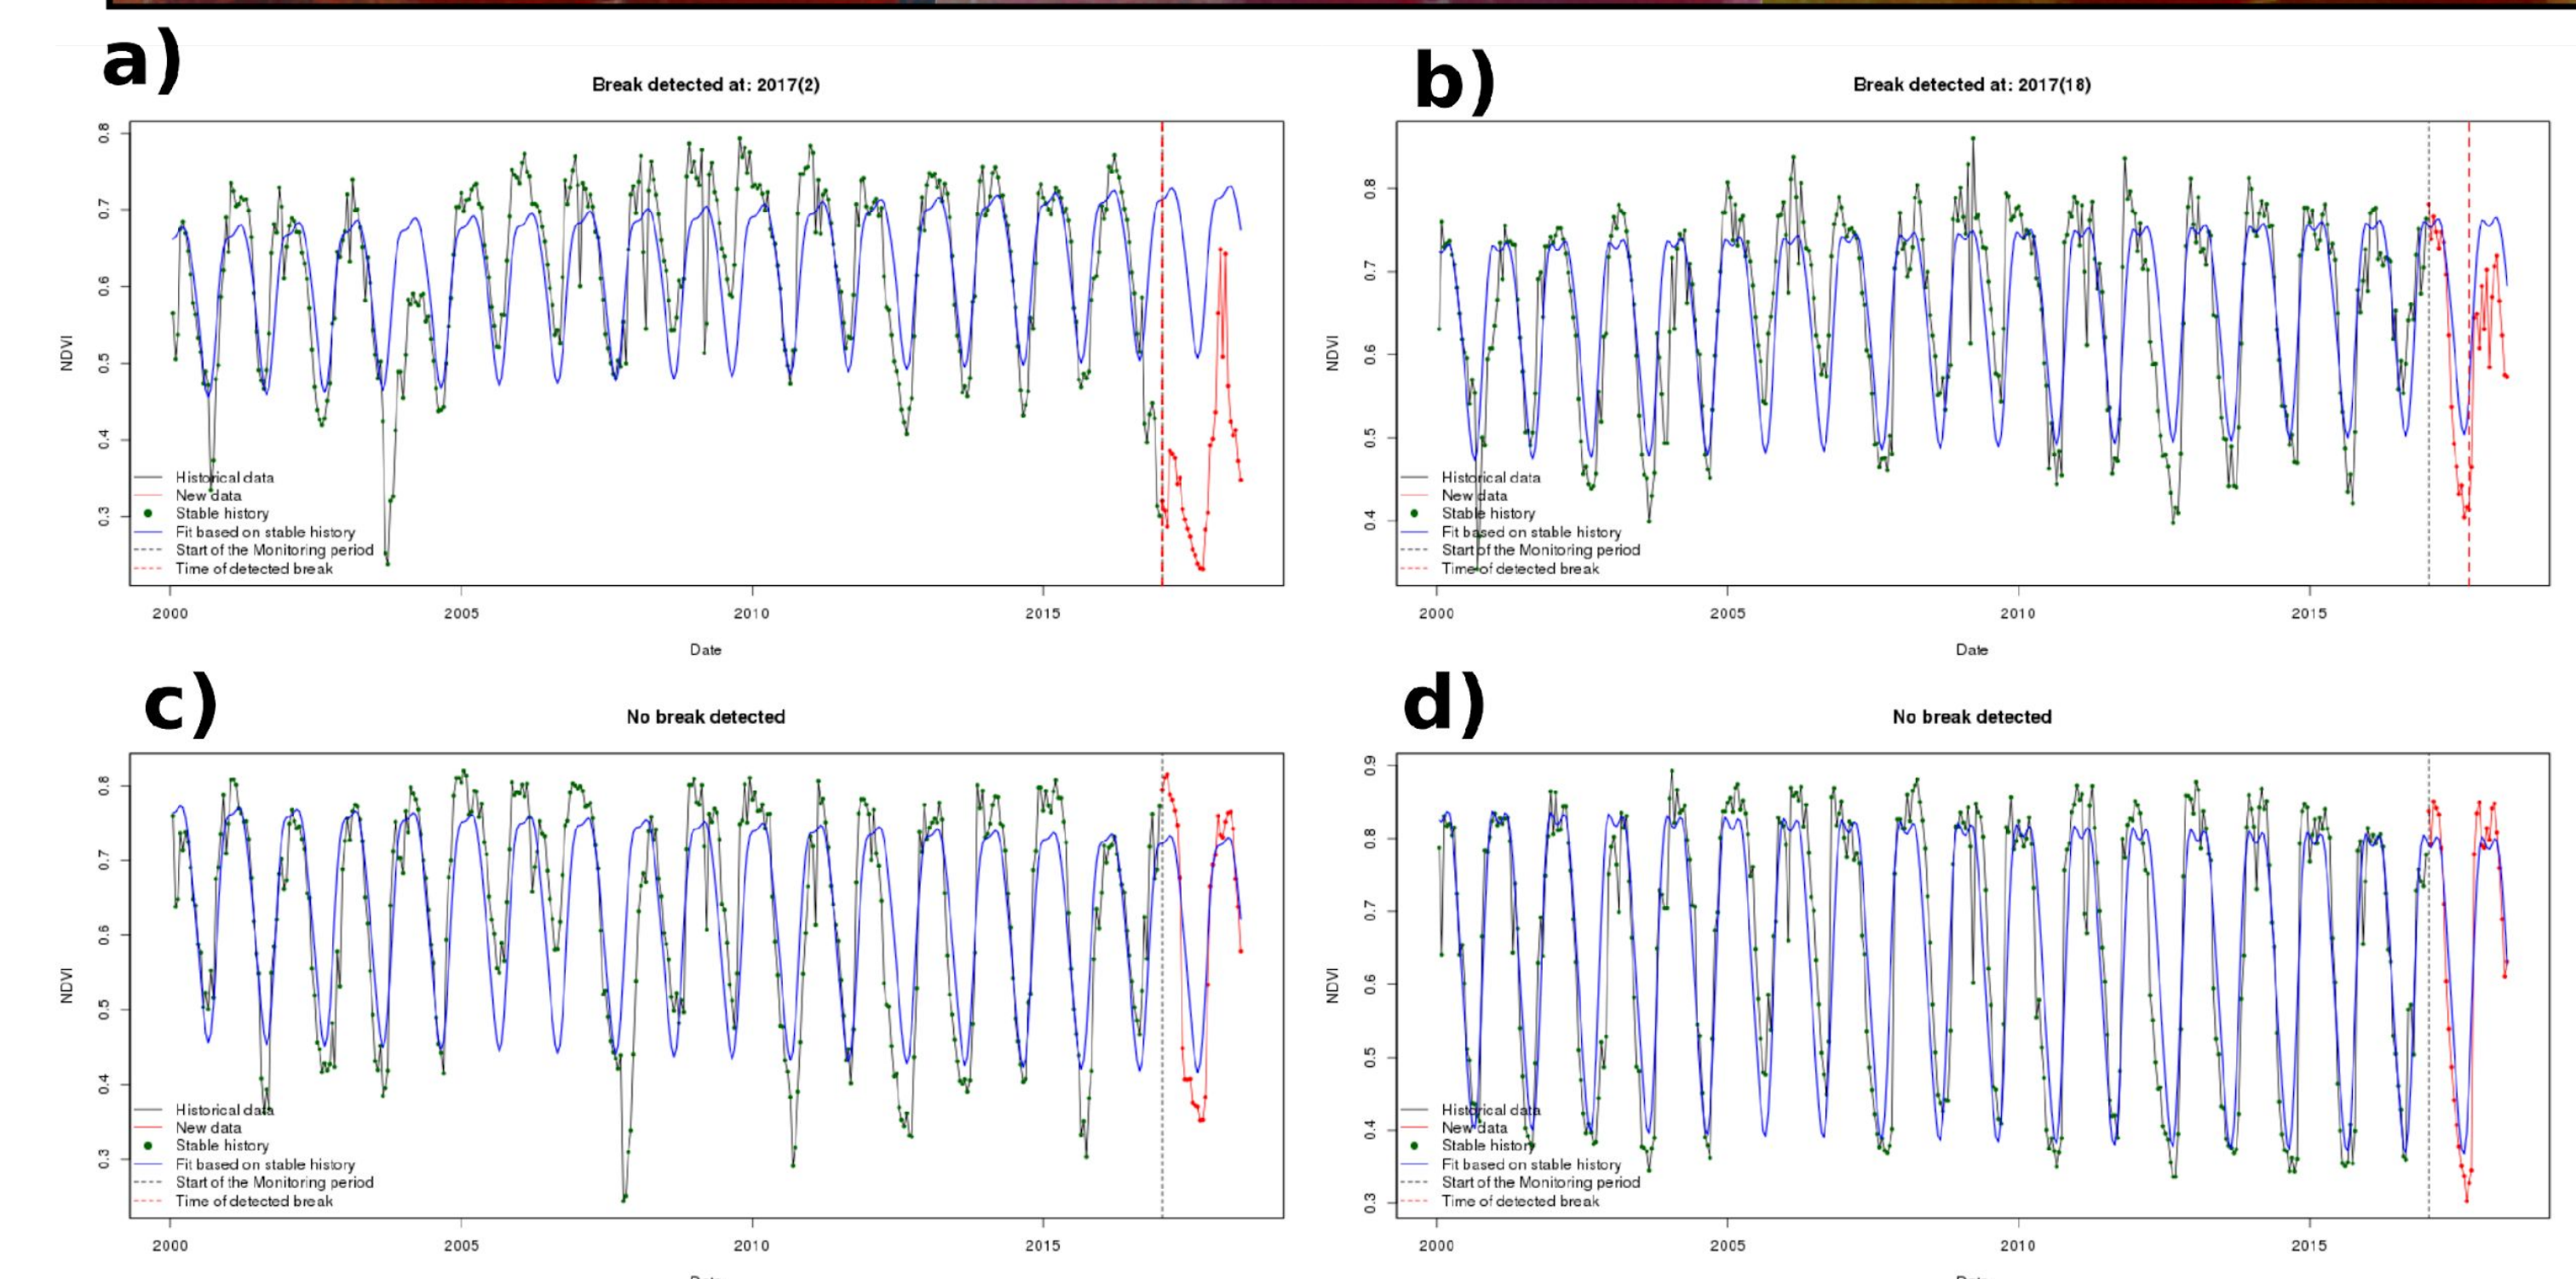 a)
Break detected at: 2017(2)
0.8
0.7
0.6
0.5
0.4
0.3
NDVI
Historical data
New data
Stable history
Fit based on stable history
Start of the Monitoring period
Time of detected break
2000 2005 2010 2015
Date
b)
Break detected at: 2017(18)
0.8
0.7
0.6
0.5
0.4
NDVI
Historical data
New data
Stable history
Fit based on stable history
Start of the Monitoring period
Time of detected break
2000 2005 2010 2015
Date
c)
No break detected
0.8
0.7
0.6
0.5
0.4
0.3
NDVI
Historical data
New data
Stable history
Fit based on stable history
Start of the Monitoring period
Time of detected break
2000 2005 2010 2015
d)
No break detected
0.9
0.8
0.7
0.6
0.5
0.4
0.3
NDVI
Historical data
New data
Stable history
Fit based on stable history
Start of the Monitoring period
Time of detected break
2000 2005 2010 2015